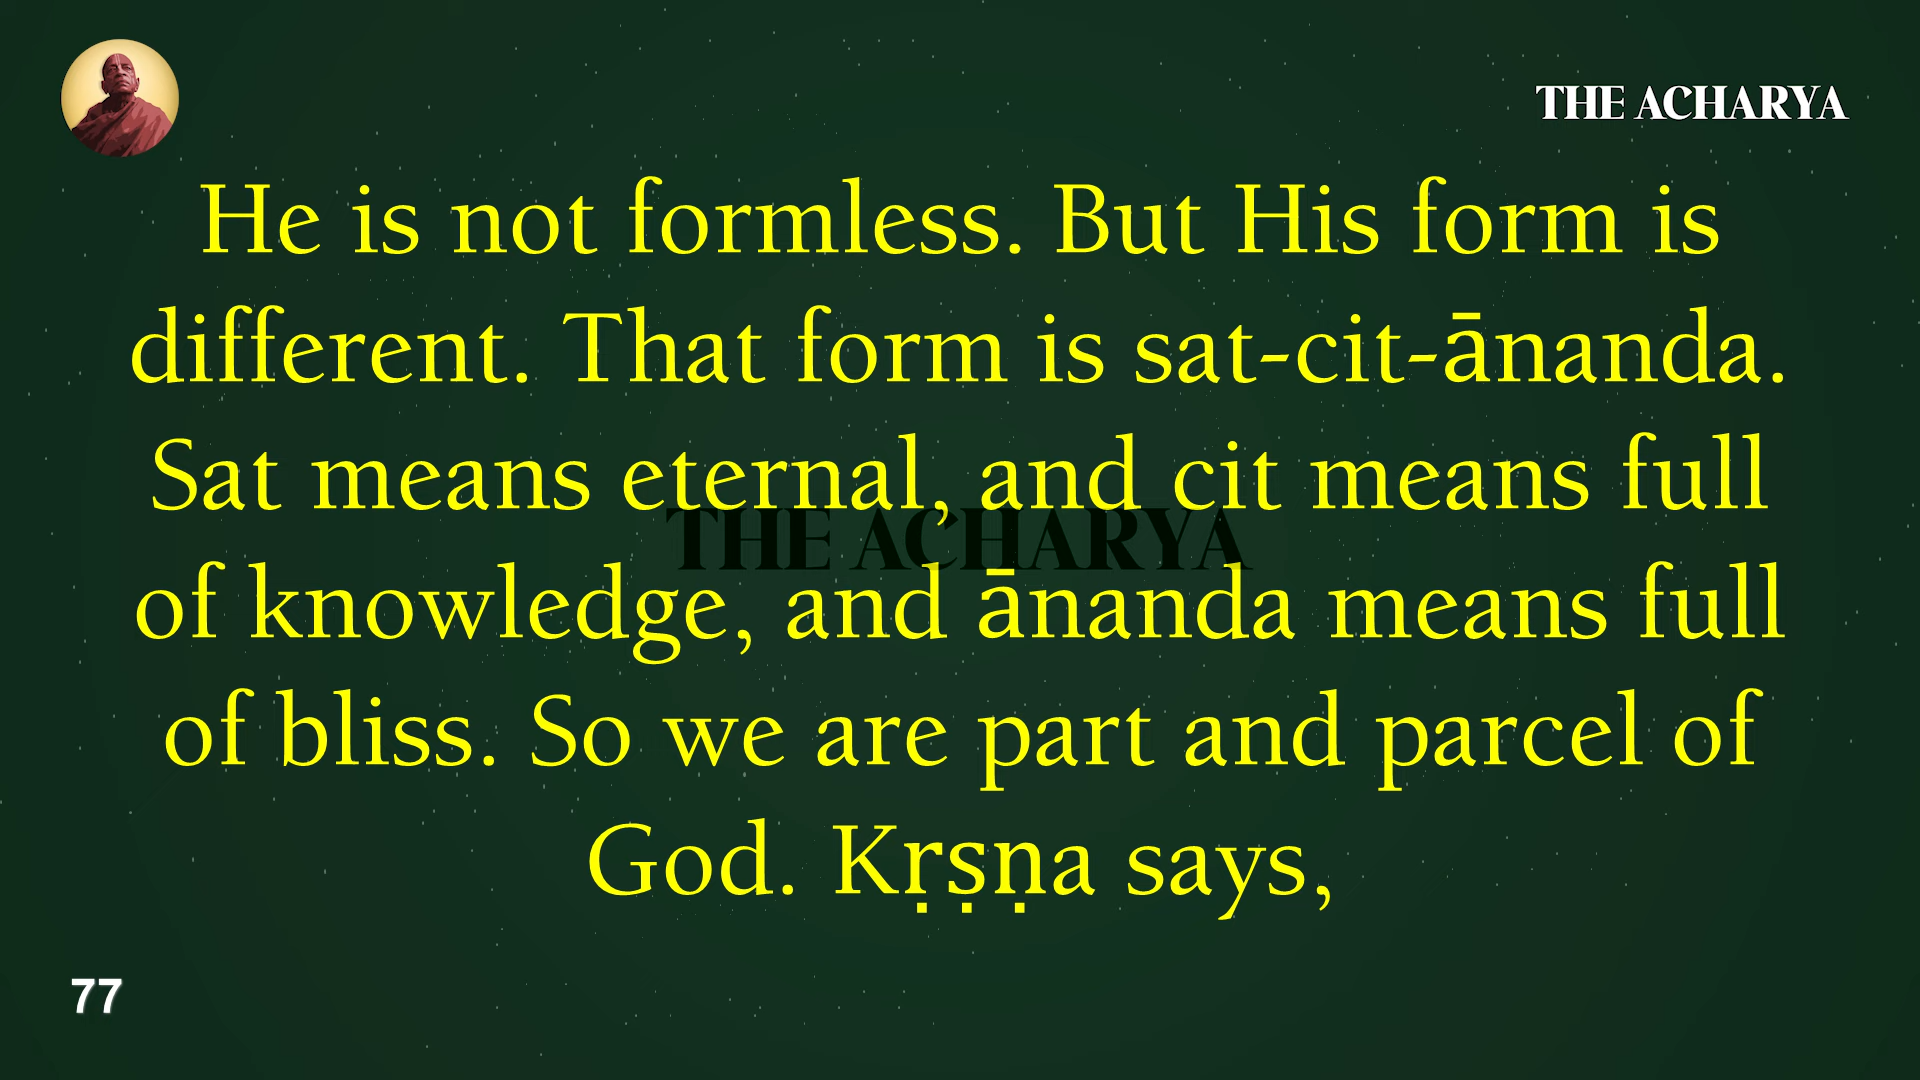 THE ACHARYA
He is not formless. But His form is
different. That form is sat-cit-ānanda.
Sat means eternal, and cit means full
THE ACHARYA
of knowledge, and ānanda means full
of bliss. So we are part and parcel of
God. Kṛṣṇa says,
77